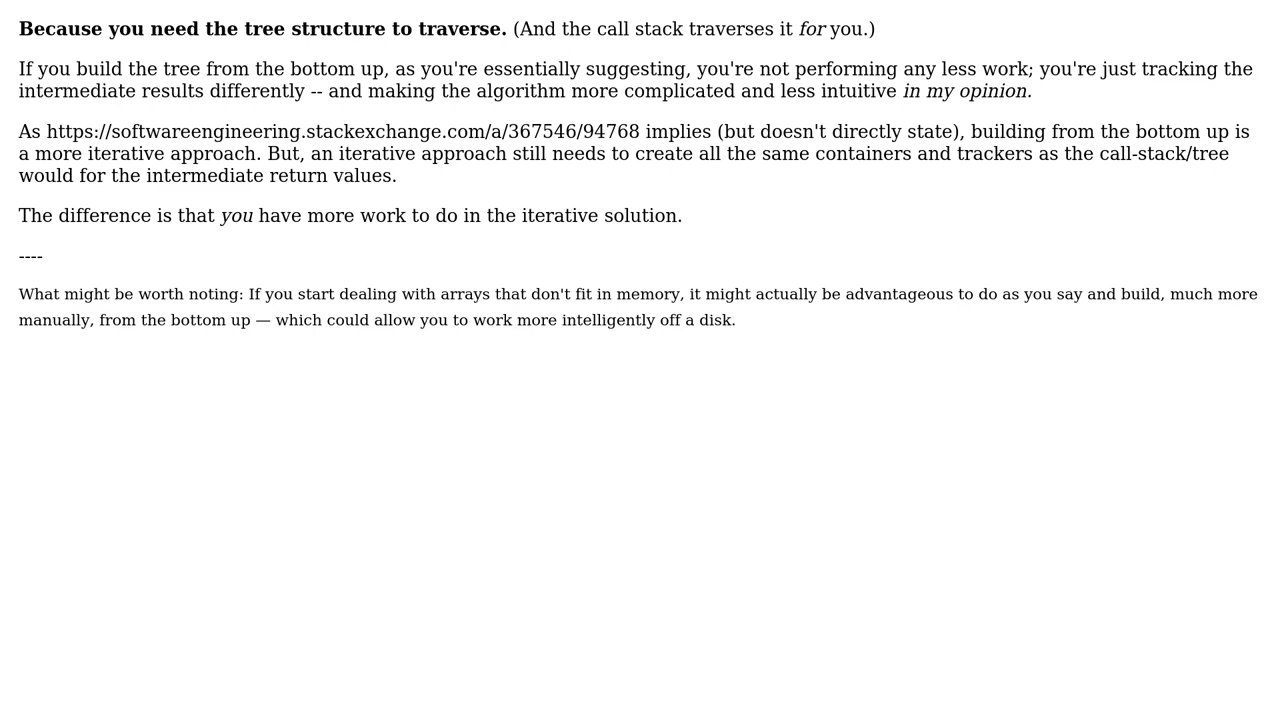 Because you need the tree structure to traverse. (And the call stack traverses it for you.)
If you build the tree from the bottom up, as you're essentially suggesting, you're not performing any less work; you're just tracking the
intermediate results differently -- and making the algorithm more complicated and less intuitive in my opinion.
As https://softwareengineering.stackexchange.com/a/367546/94768 implies (but doesn't directly state), building from the bottom up is
a more iterative approach. But, an iterative approach still needs to create all the same containers and trackers as the call-stack/tree
would for the intermediate return values.
The difference is that you have more work to do in the iterative solution.
----
What might be worth noting: If you start dealing with arrays that don't fit in memory, it might actually be advantageous to do as you say and build, much more
manually, from the bottom up — which could allow you to work more intelligently off a disk.